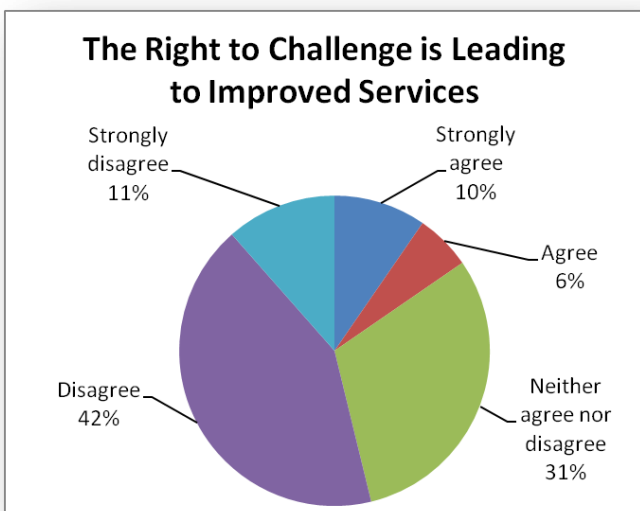 The Right to Challenge is Leading
to Improved Services
Strongly
disagree
11%
Strongly
agree
10%
Agree
6%
Disagree
42%
Neither
agree nor
disagree
31%